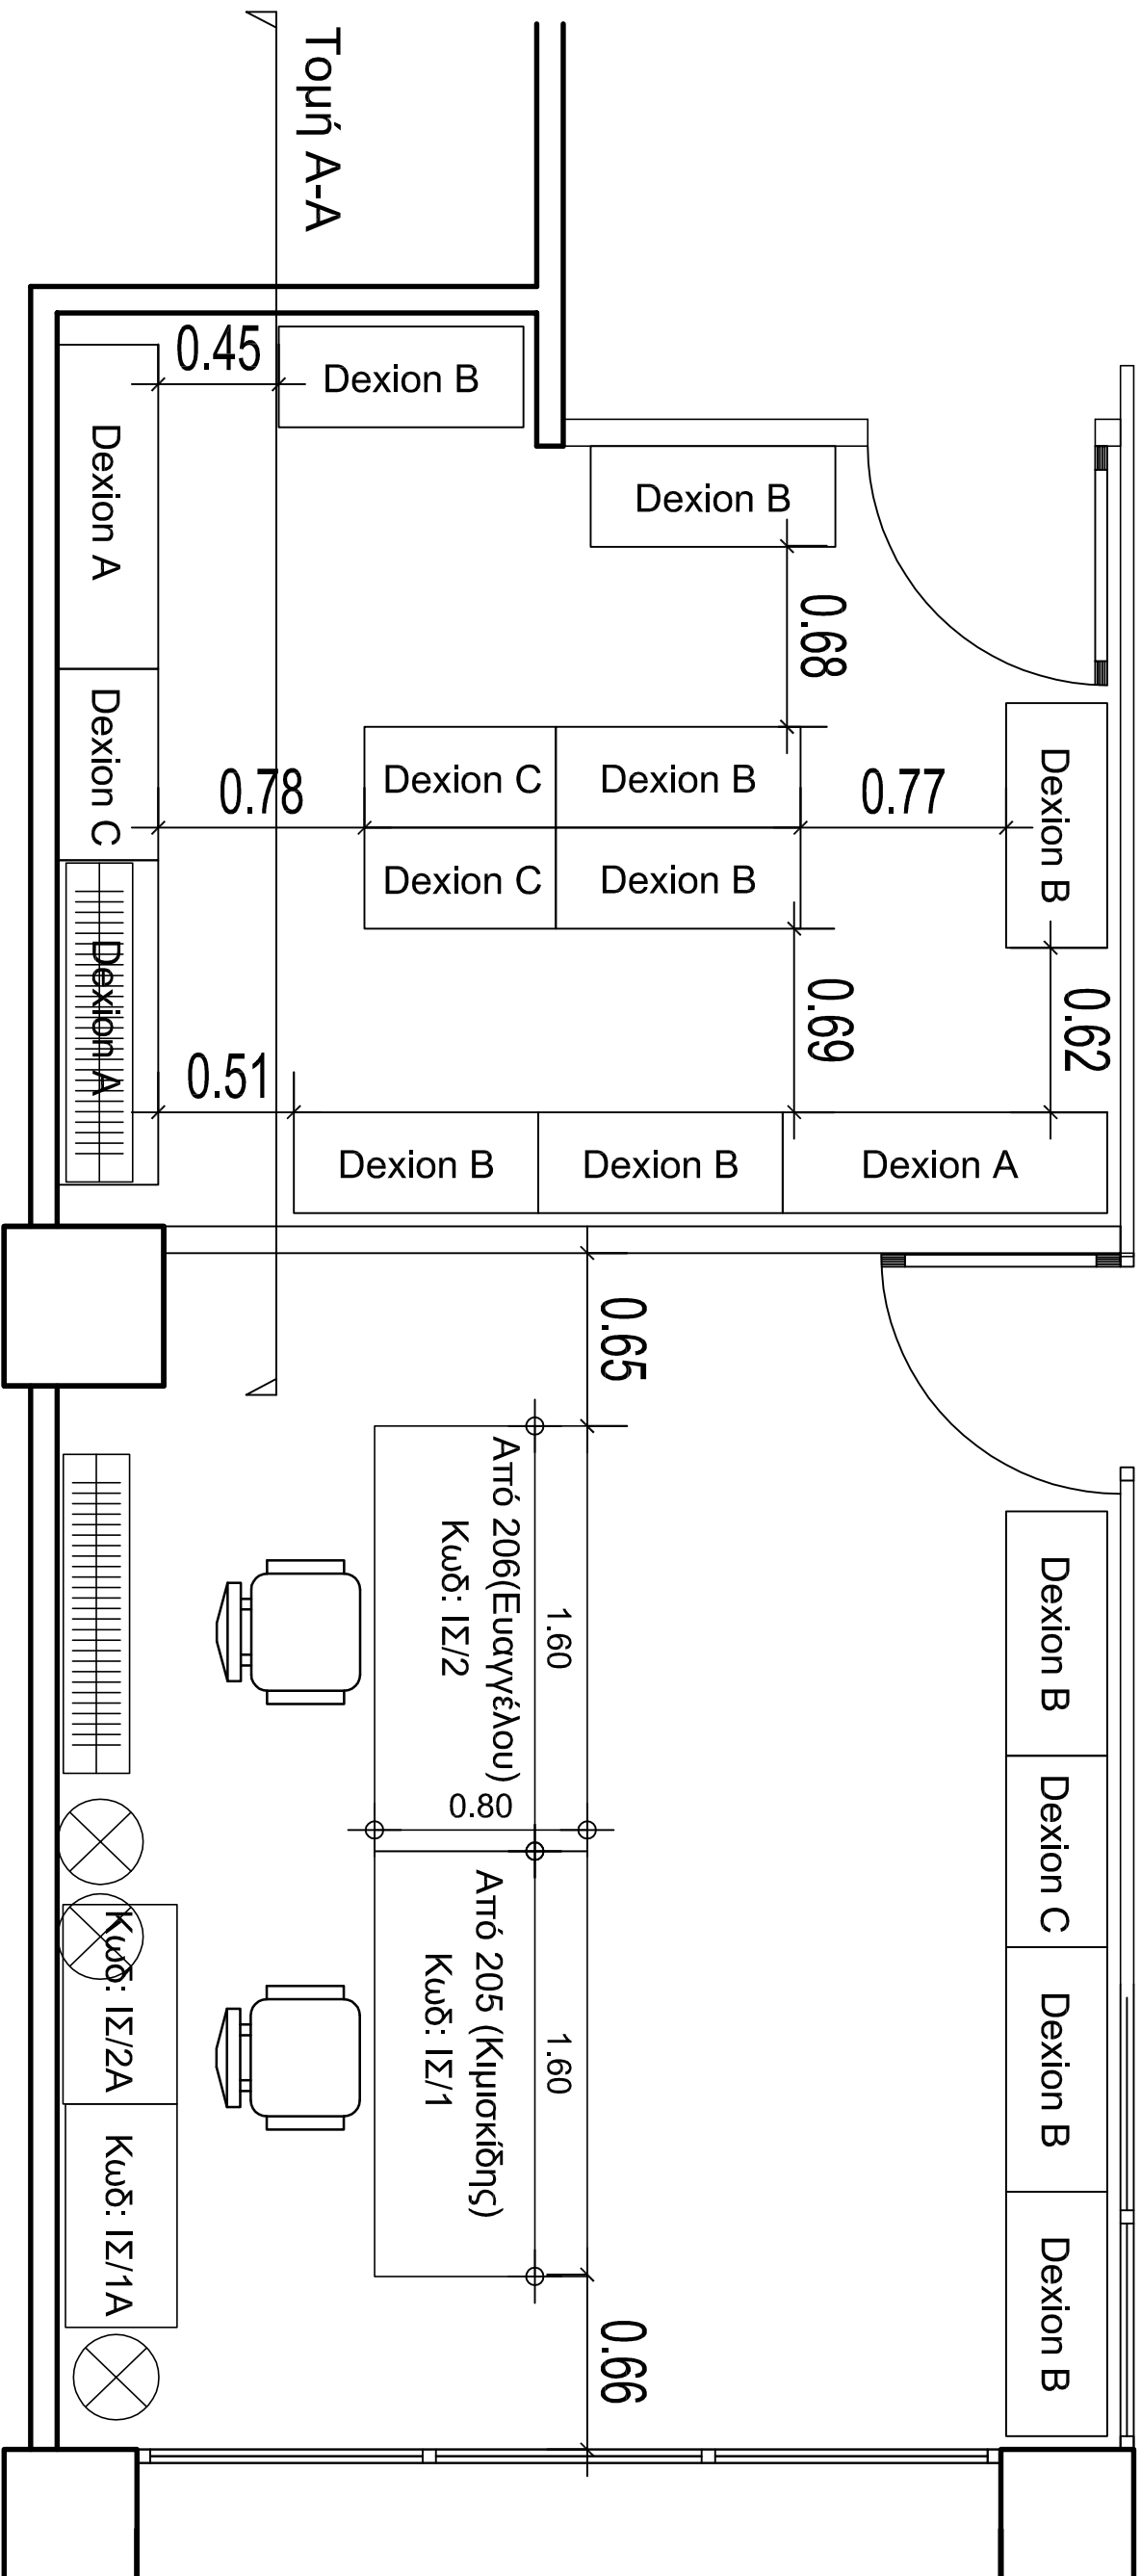 Τομή Α-Α
0.45
Dexion B
Dexion A
Dexion B
0.68
Dexion C
0.78
Dexion C
Dexion B
0.77
Dexion B
Dexion C
Dexion B
Dexion A
0.69
0.62
0.51
Dexion B
Dexion B
Dexion A
0.65
Από 206(Ευαγγέλου)
Κωδ: ΙΣ/2
1.60
0.80
Dexion B
Dexion C
Από 205 (Κιμισκίδης)
Κωδ: ΙΣ/1
1.60
Κωδ: ΙΣ/2Α
Dexion B
Κωδ: ΙΣ/1Α
Dexion B
0.66